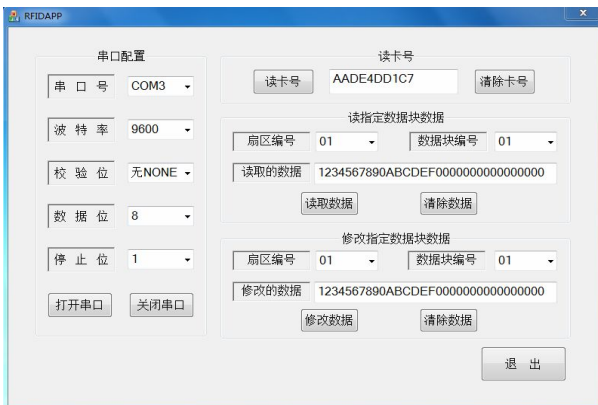 RFIDAPP
串口配置
串 口 号 COM3
波 特 率 9600
校 验 位 无NONE
数 据 位 8
停 止 位 1
打开串口 关闭串口
读卡号
读卡号 AADE4DD1C7 清除卡号
读指定数据块数据
扇区编号 01 数据块编号 01
读取的数据 1234567890ABCDEF0000000000000000
读取数据 清除数据
修改指定数据块数据
扇区编号 01 数据块编号 01
修改的数据 1234567890ABCDEF0000000000000000
修改数据 清除数据
退 出